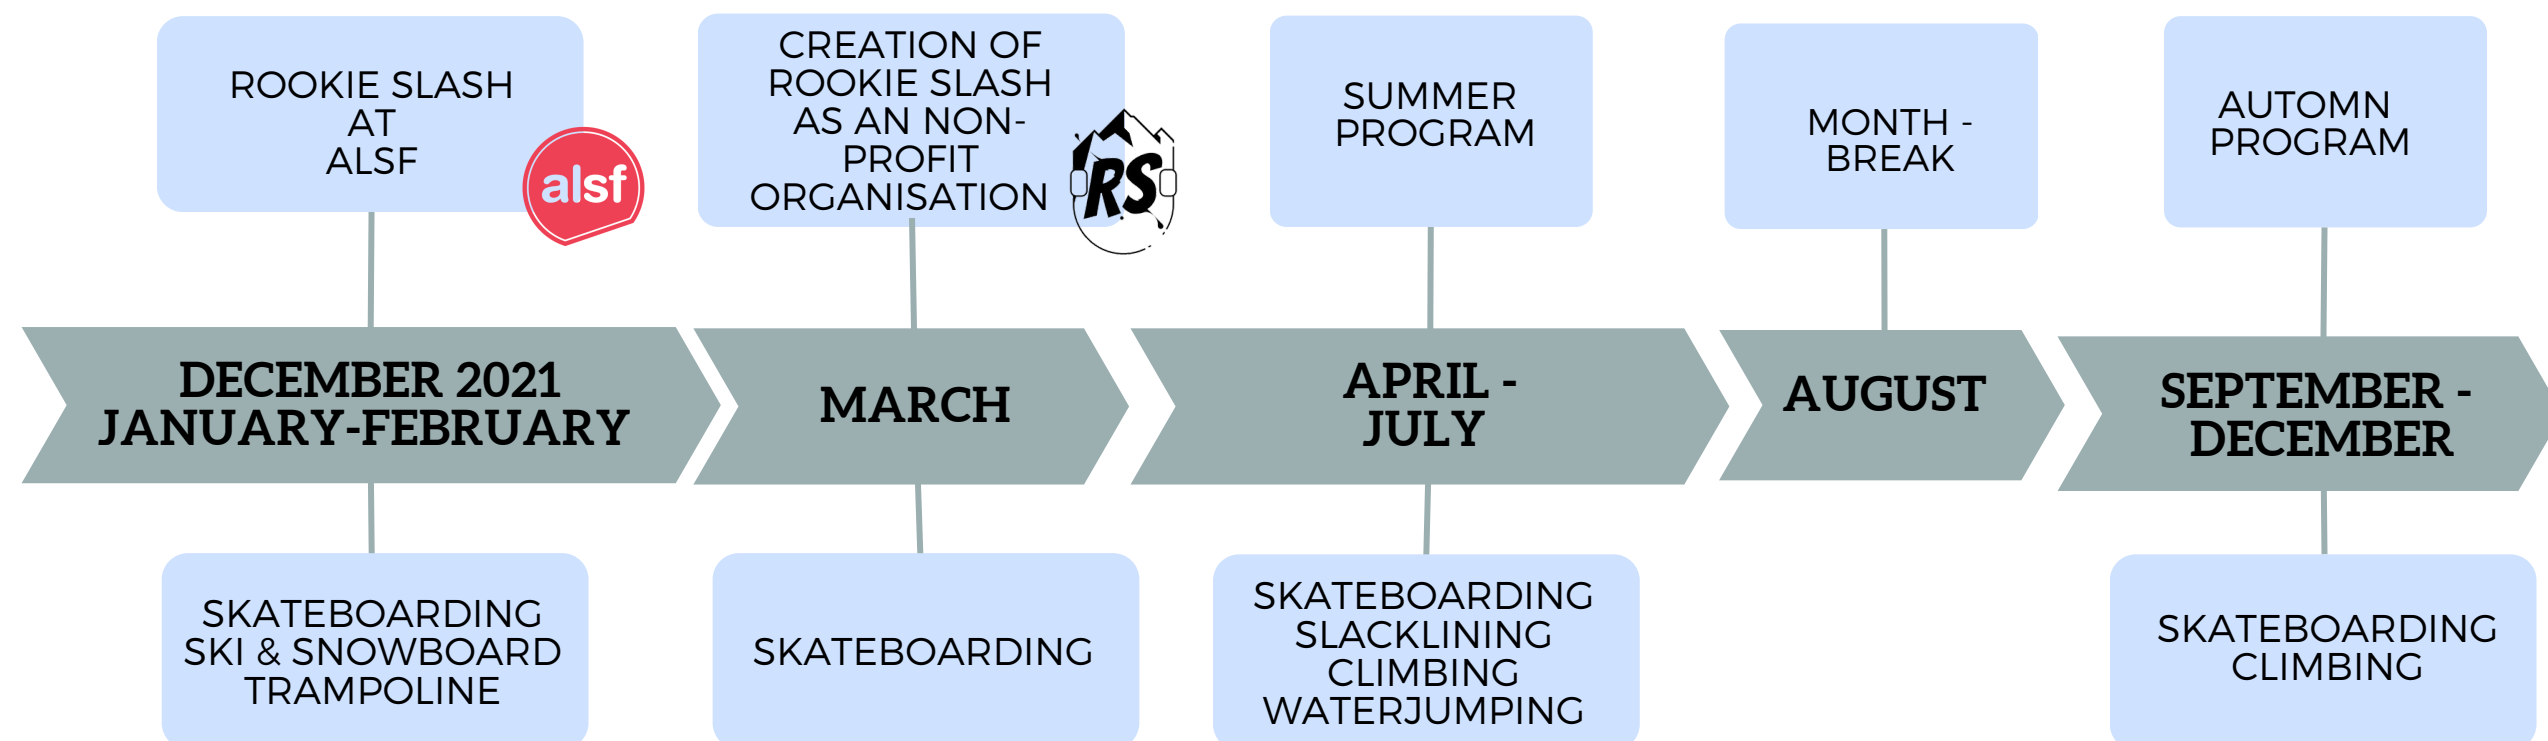 ROOKIE SLASH
AT
ALSF
alsf
CREATION OF
ROOKIE SLASH
AS AN NON-
PROFIT
ORGANISATION
RS
SUMMER
PROGRAM
MONTH -
BREAK
AUTOMN
PROGRAM
DECEMBER 2021
JANUARY-FEBRUARY
MARCH
APRIL -
JULY
AUGUST
SEPTEMBER -
DECEMBER
SKATEBOARDING
SKI & SNOWBOARD
TRAMPOLINE
SKATEBOARDING
SKATEBOARDING
SLACKLINING
CLIMBING
WATERJUMPING
SKATEBOARDING
CLIMBING